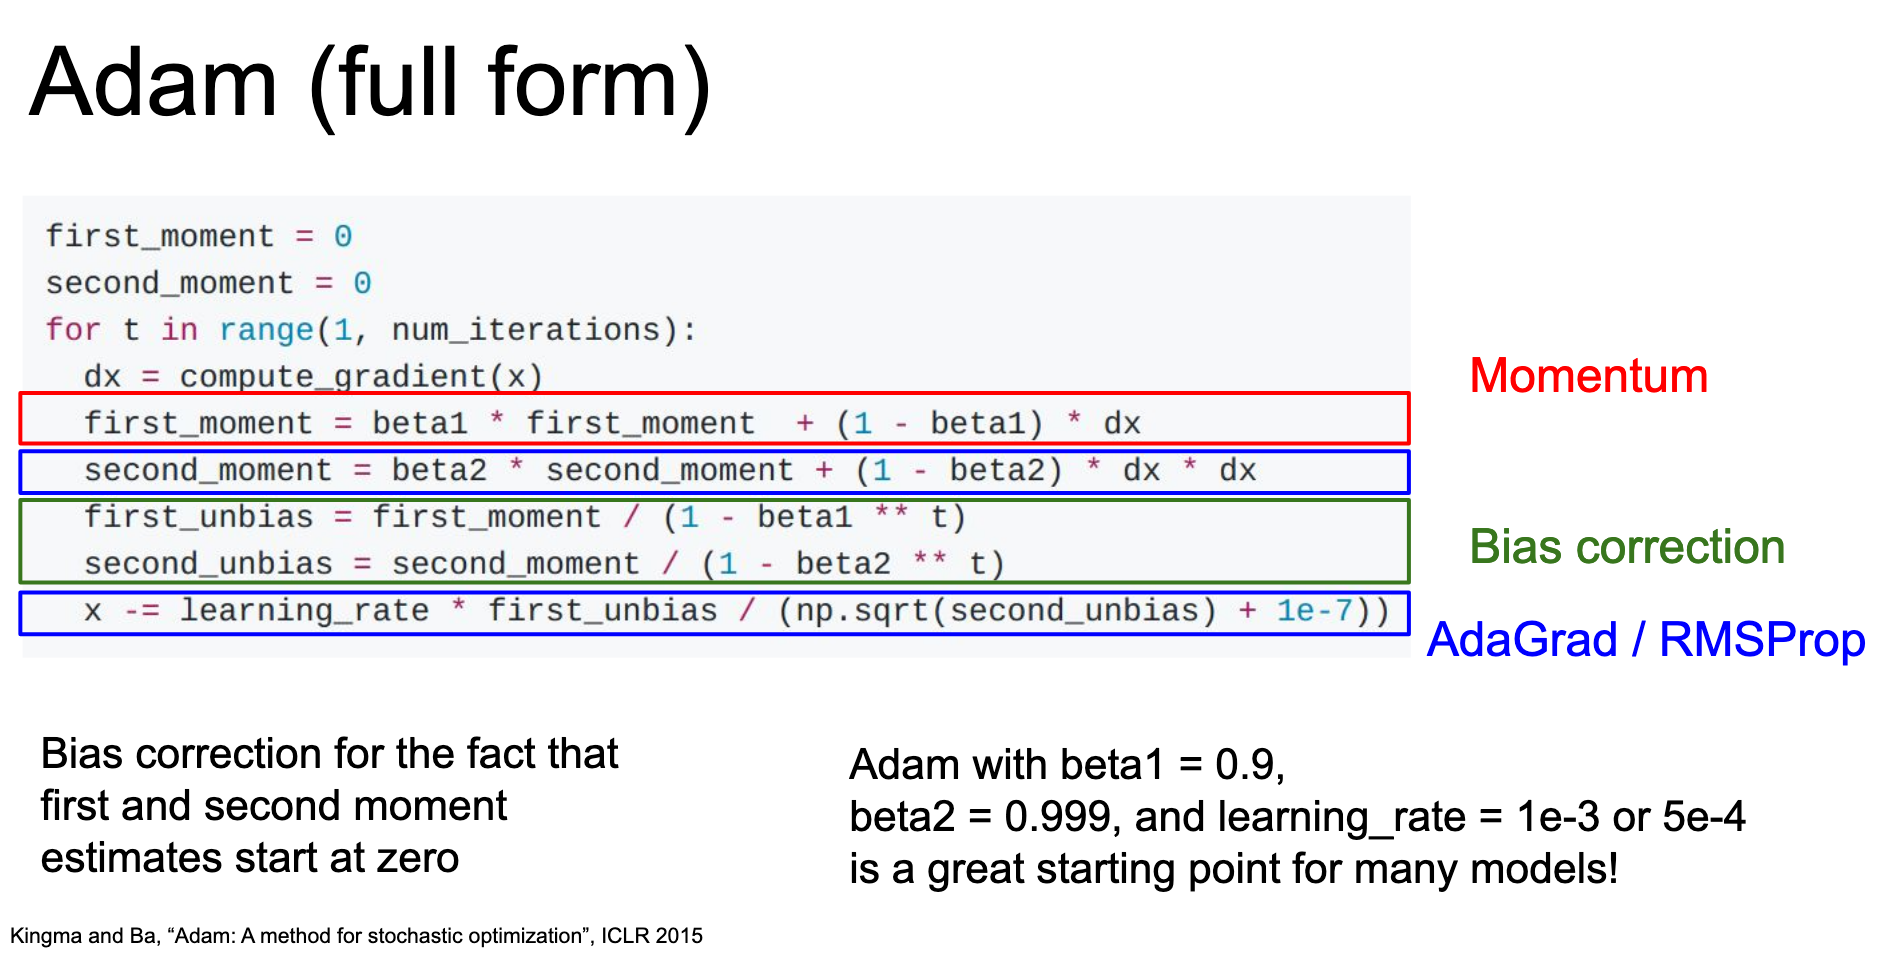 Adam (full form)
first_moment = 0
second_moment = 0
for t in range(1, num_iterations):
dx = compute_gradient(x)
first_moment = beta1 * first_moment  + (1 - beta1) * dx
second_moment = beta2 * second_moment + (1 - beta2) * dx * dx
first_unbias = first_moment / (1 - beta1 ** t)
second_unbias = second_moment / (1 - beta2 ** t)
x -= learning_rate * first_unbias / (np.sqrt(second_unbias) + 1e-7))
Momentum
Bias correction
AdaGrad / RMSProp
Bias correction for the fact that
first and second moment
estimates start at zero
Adam with beta1 = 0.9,
beta2 = 0.999, and learning_rate = 1e-3 or 5e-4
is a great starting point for many models!
Kingma and Ba, “Adam: A method for stochastic optimization”, ICLR 2015